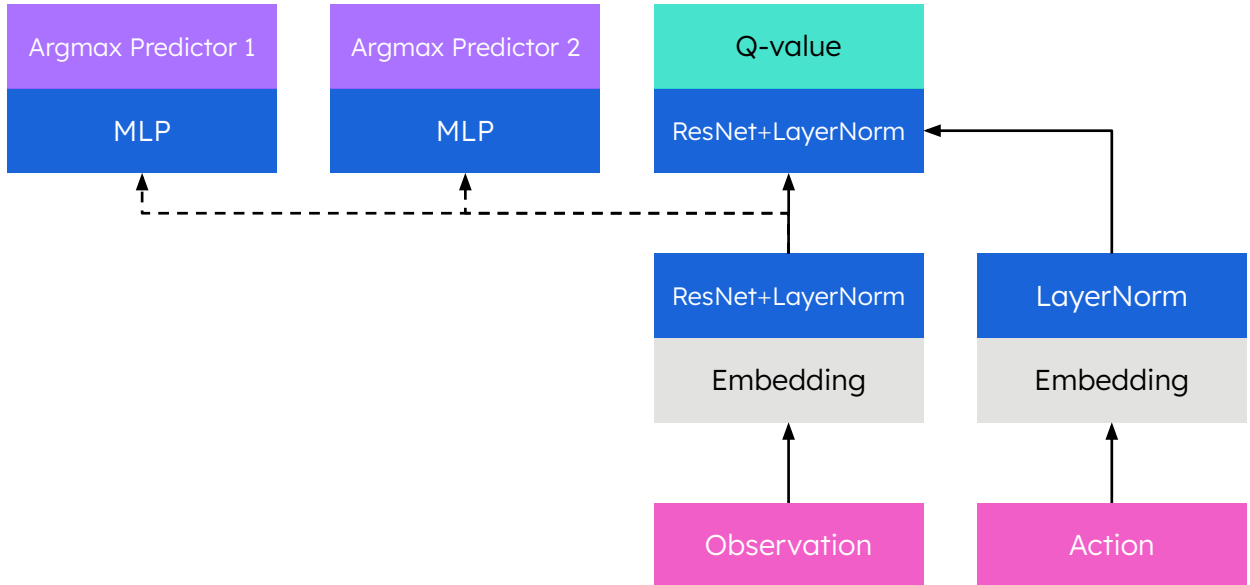 Argmax Predictor 1
Argmax Predictor 2
Q-value
MLP
MLP
ResNet+LayerNorm
ResNet+LayerNorm
LayerNorm
Embedding
Embedding
Observation
Action